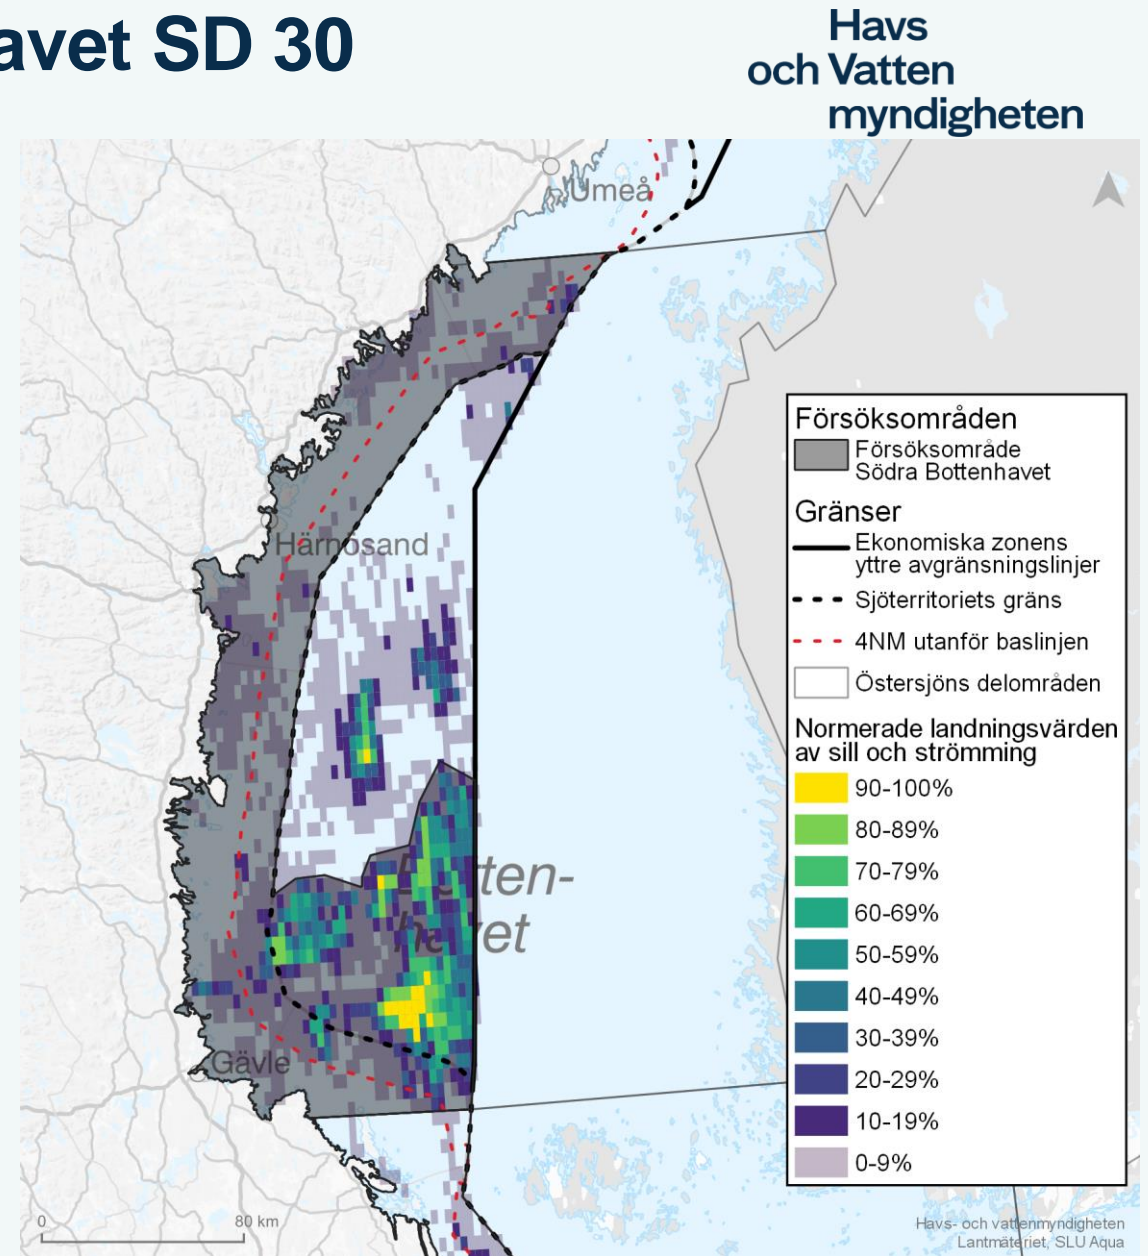 avet SD 30
Havs
och Vatten
myndigheten
Umeå
Härnösand
Botten-
havet
Gävle
0 80 km
Försöksområden
Försöksområde
Södra Bottenhavet
Gränser
Ekonomiska zonens
yttre avgränsningslinjer
Sjöterritoriets gräns
4NM utanför baslinjen
Östersjöns delområden
Normerade landningsvärden
av sill och strömming
90-100%
80-89%
70-79%
60-69%
50-59%
40-49%
30-39%
20-29%
10-19%
0-9%
Havs- och vattenmyndigheten
Lantmäteriet, SLU Aqua